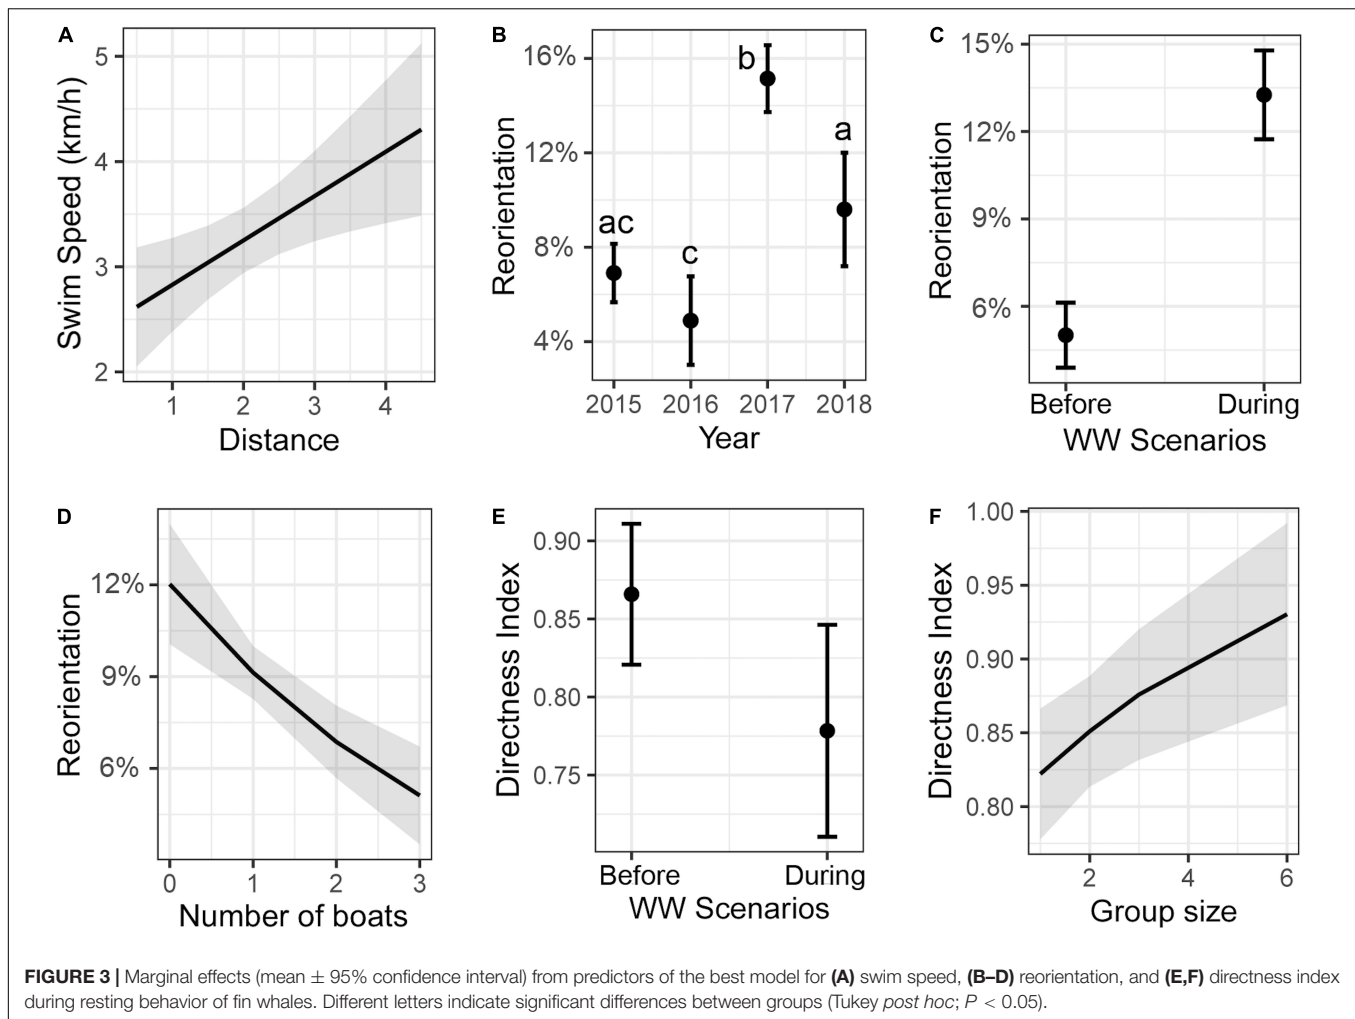 A
Swim Speed (km/h)
5
4
3
2
1 2 3 4
Distance
B
Reorientation
16%
12%
8%
4%
ac
c
b
a
2015 2016 2017 2018
Year
C
Reorientation
15%
12%
9%
6%
Before During
WW Scenarios
D
Reorientation
12%
9%
6%
0 1 2 3
Number of boats
E
Directness Index
0.90
0.85
0.80
0.75
Before During
WW Scenarios
F
Directness Index
1.00
0.95
0.90
0.85
0.80
2 4 6
Group size
FIGURE 3 | Marginal effects (mean ± 95% confidence interval) from predictors of the best model for (A) swim speed, (B–D) reorientation, and (E,F) directness index
during resting behavior of fin whales. Different letters indicate significant differences between groups (Tukey post hoc; P < 0.05).